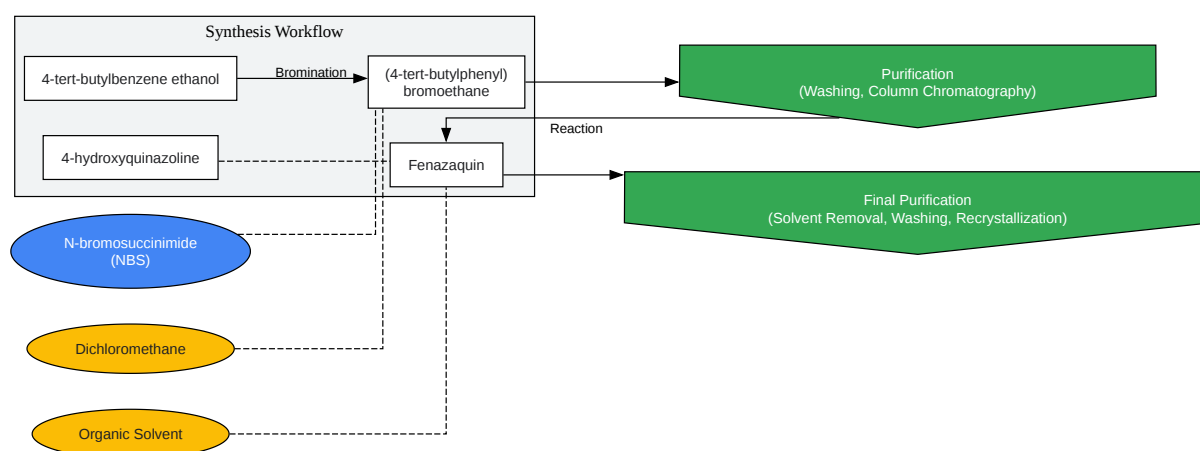 Synthesis Workflow
4-tert-butylbenzene ethanol
Bromination
(4-tert-butylphenyl)
bromoethane
Purification
(Washing, Column Chromatography)
Reaction
4-hydroxyquinazoline
Fenazaquin
Final Purification
(Solvent Removal, Washing, Recrystallization)
N-bromosuccinimide
(NBS)
Dichloromethane
Organic Solvent